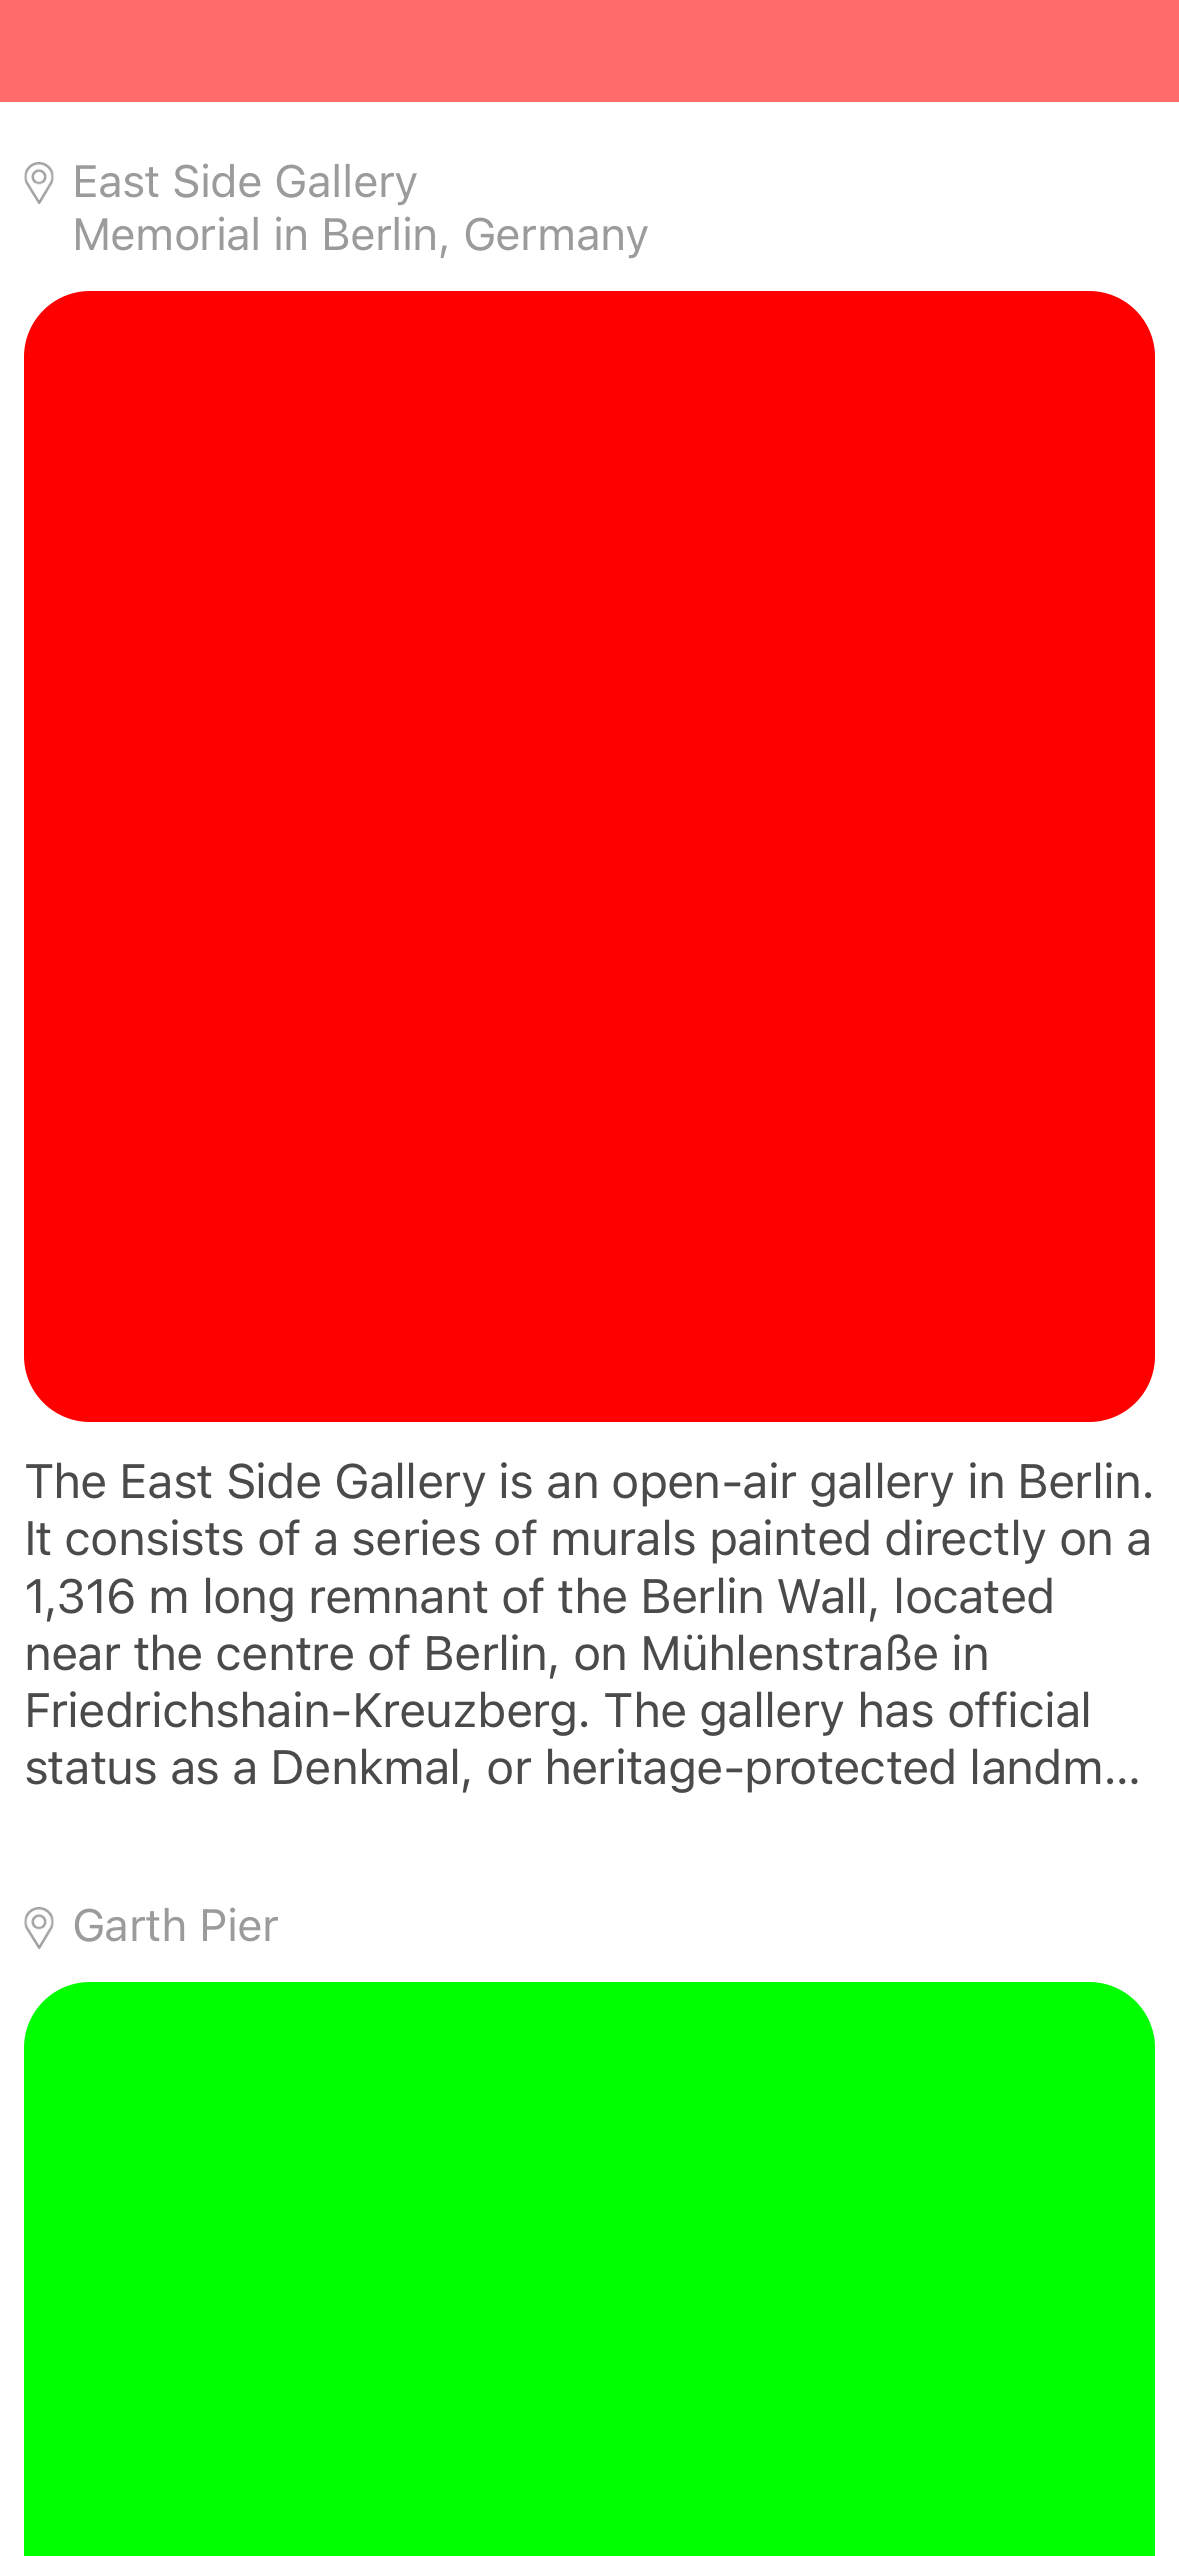 East Side Gallery
Memorial in Berlin, Germany
The East Side Gallery is an open-air gallery in Berlin.
It consists of a series of murals painted directly on a
1,316 m long remnant of the Berlin Wall, located
near the centre of Berlin, on Mühlenstraße in
Friedrichshain-Kreuzberg. The gallery has official
status as a Denkmal, or heritage-protected landm...
Garth Pier